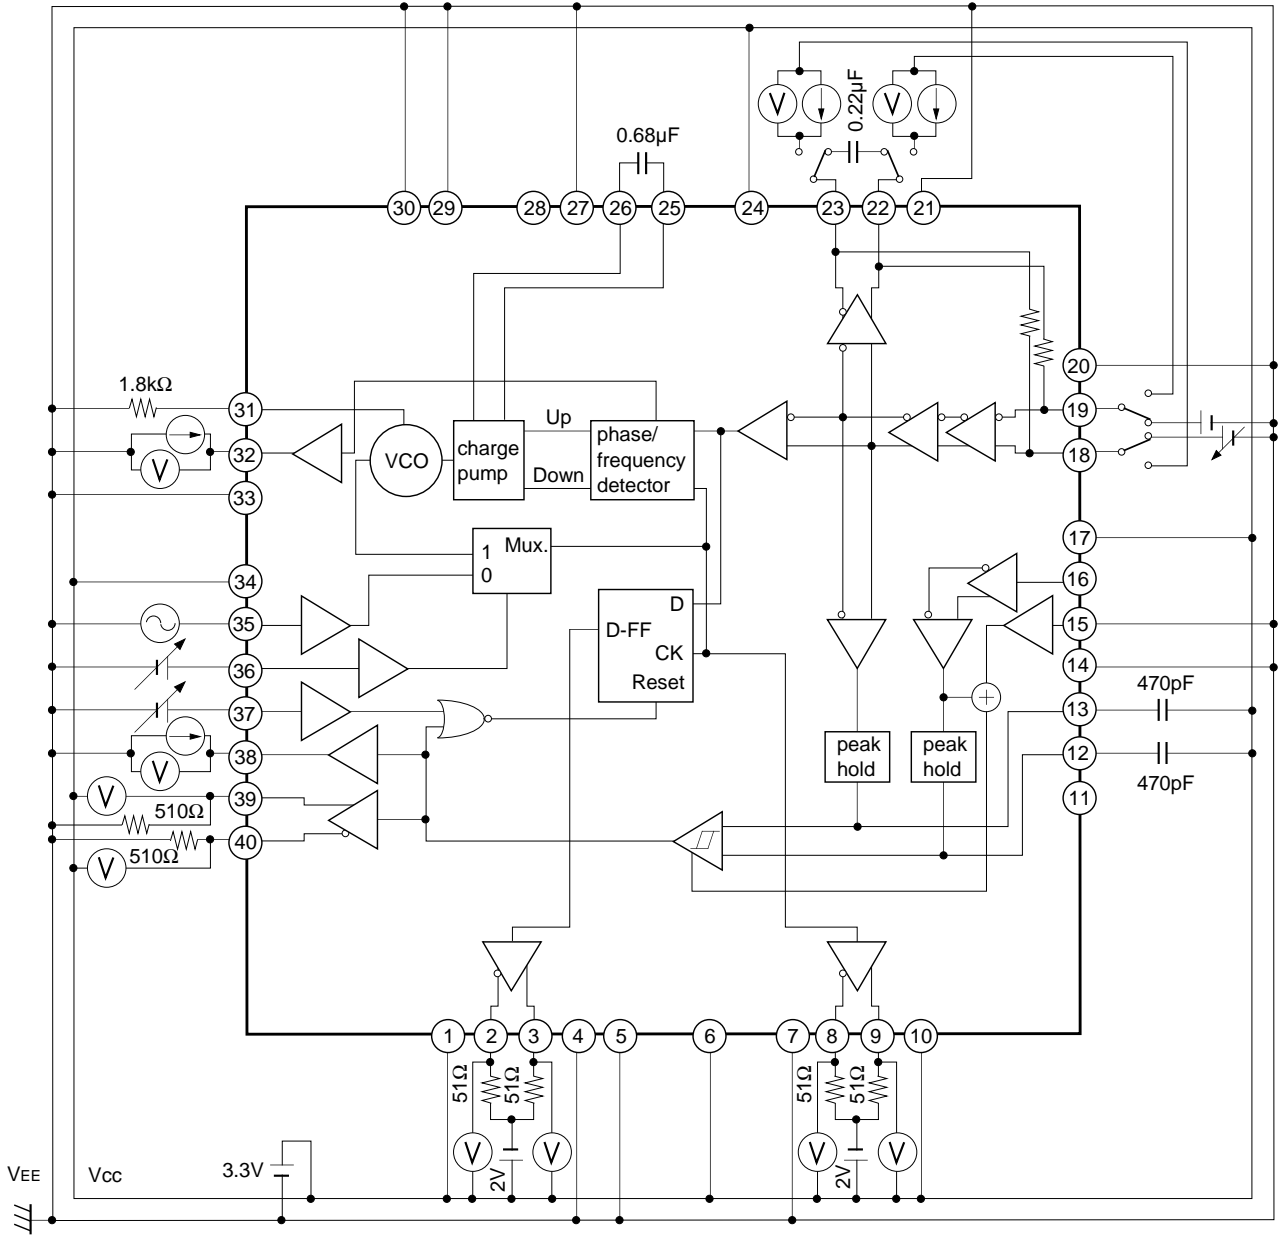 V
V
0.22µF
0.68µF
30
29
28
27
26
25
24
23
22
21
1.8kΩ
31
32
V
33
34
35
36
37
38
V
V
39
510Ω
40
510Ω
V
VCO
charge
pump
Up
Down
phase/
frequency
detector
Mux.
1
0
D
D-FF
CK
Reset
20
19
18
17
16
15
14
13
470pF
12
470pF
11
peak
hold
peak
hold
1
2
3
4
5
6
7
8
9
10
51Ω
51Ω
51Ω
51Ω
V
2V
V
V
2V
V
3.3V
VEE
Vcc